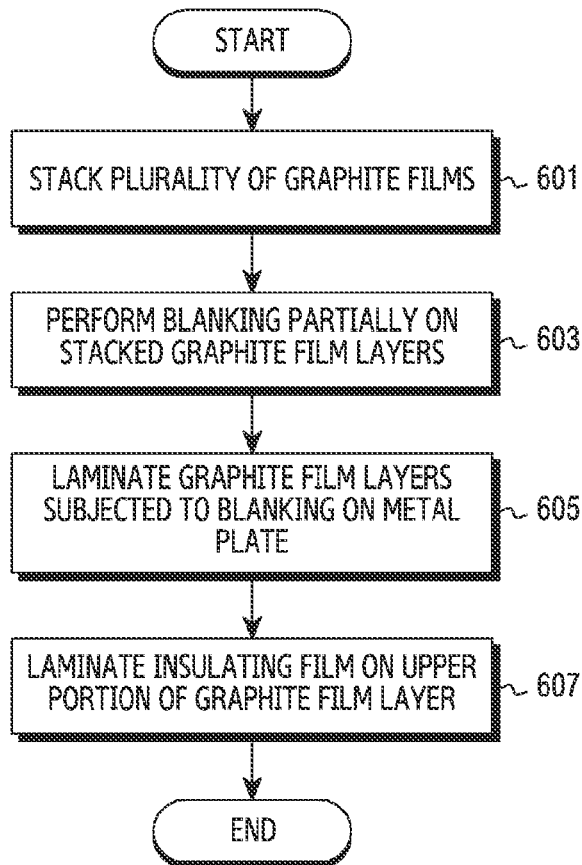 START
STACK PLURALITY OF GRAPHITE FILMS
601
PERFORM BLANKING PARTIALLY ON
STACKED GRAPHITE FILM LAYERS
603
LAMINATE GRAPHITE FILM LAYERS
SUBJECTED TO BLANKING ON METAL
PLATE
605
LAMINATE INSULATING FILM ON UPPER
PORTION OF GRAPHITE FILM LAYER
607
END